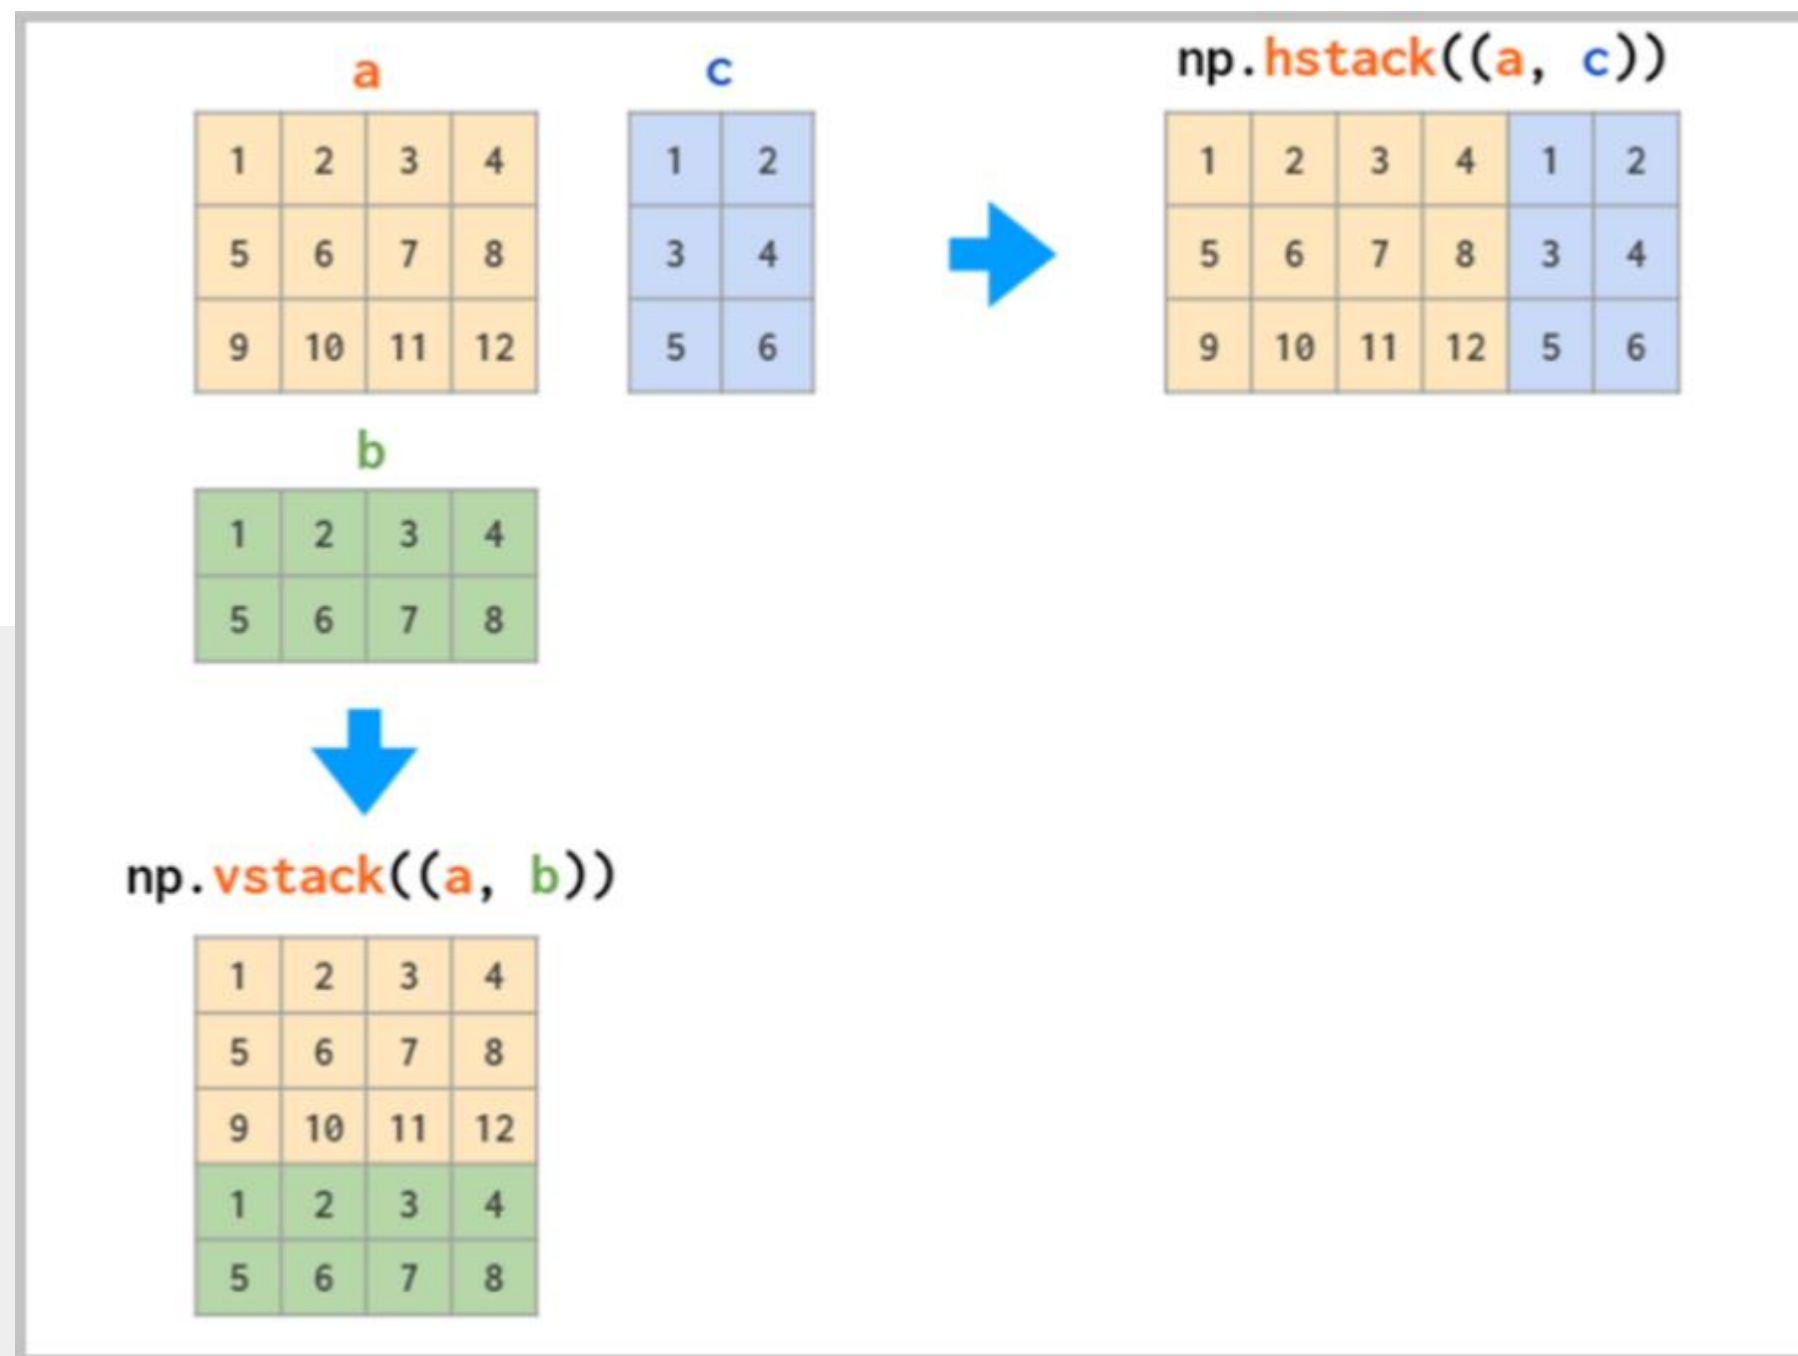 a
1 2 3 4
5 6 7 8
9 10 11 12
c
1 2
3 4
5 6
np.hstack((a, c))
1 2 3 4 1 2
5 6 7 8 3 4
9 10 11 12 5 6
b
1 2 3 4
5 6 7 8
np.vstack((a, b))
1 2 3 4
5 6 7 8
9 10 11 12
1 2 3 4
5 6 7 8